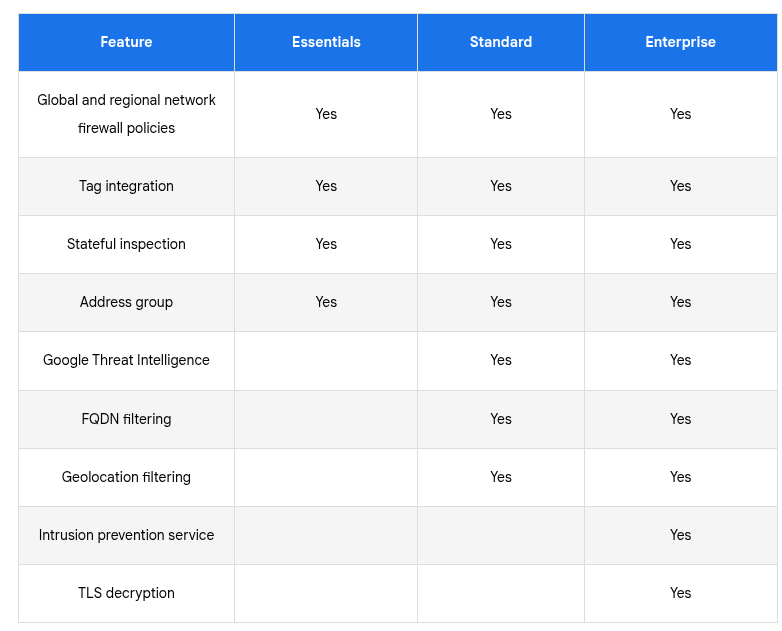 Feature Essentials Standard Enterprise
Global and regional network
firewall policies Yes Yes Yes
Tag integration Yes Yes Yes
Stateful inspection Yes Yes Yes
Address group Yes Yes Yes
Google Threat Intelligence Yes Yes
FQDN filtering Yes Yes
Geolocation filtering Yes Yes
Intrusion prevention service Yes
TLS decryption Yes